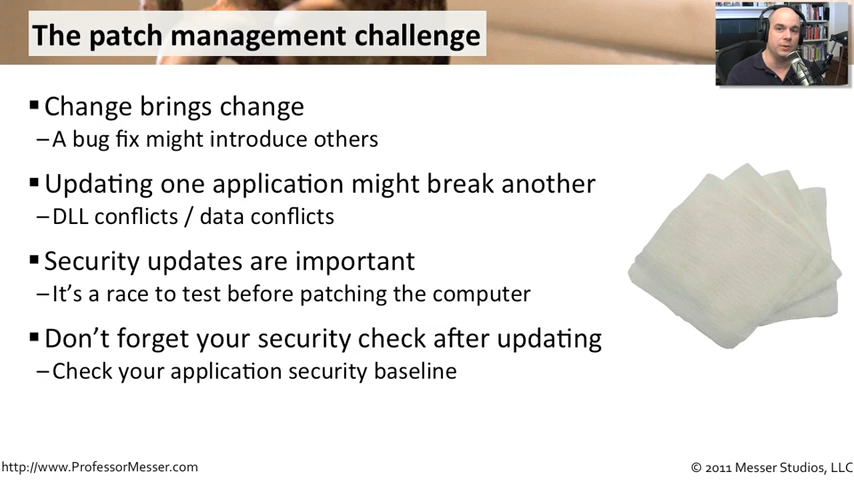 The patch management challenge
▪ Change brings change
– A bug fix might introduce others
▪ Updating one application might break another
– DLL conflicts / data conflicts
▪ Security updates are important
– It’s a race to test before patching the computer
▪ Don’t forget your security check after updating
– Check your application security baseline
http://www.ProfessorMesser.com
© 2011 Messer Studios, LLC